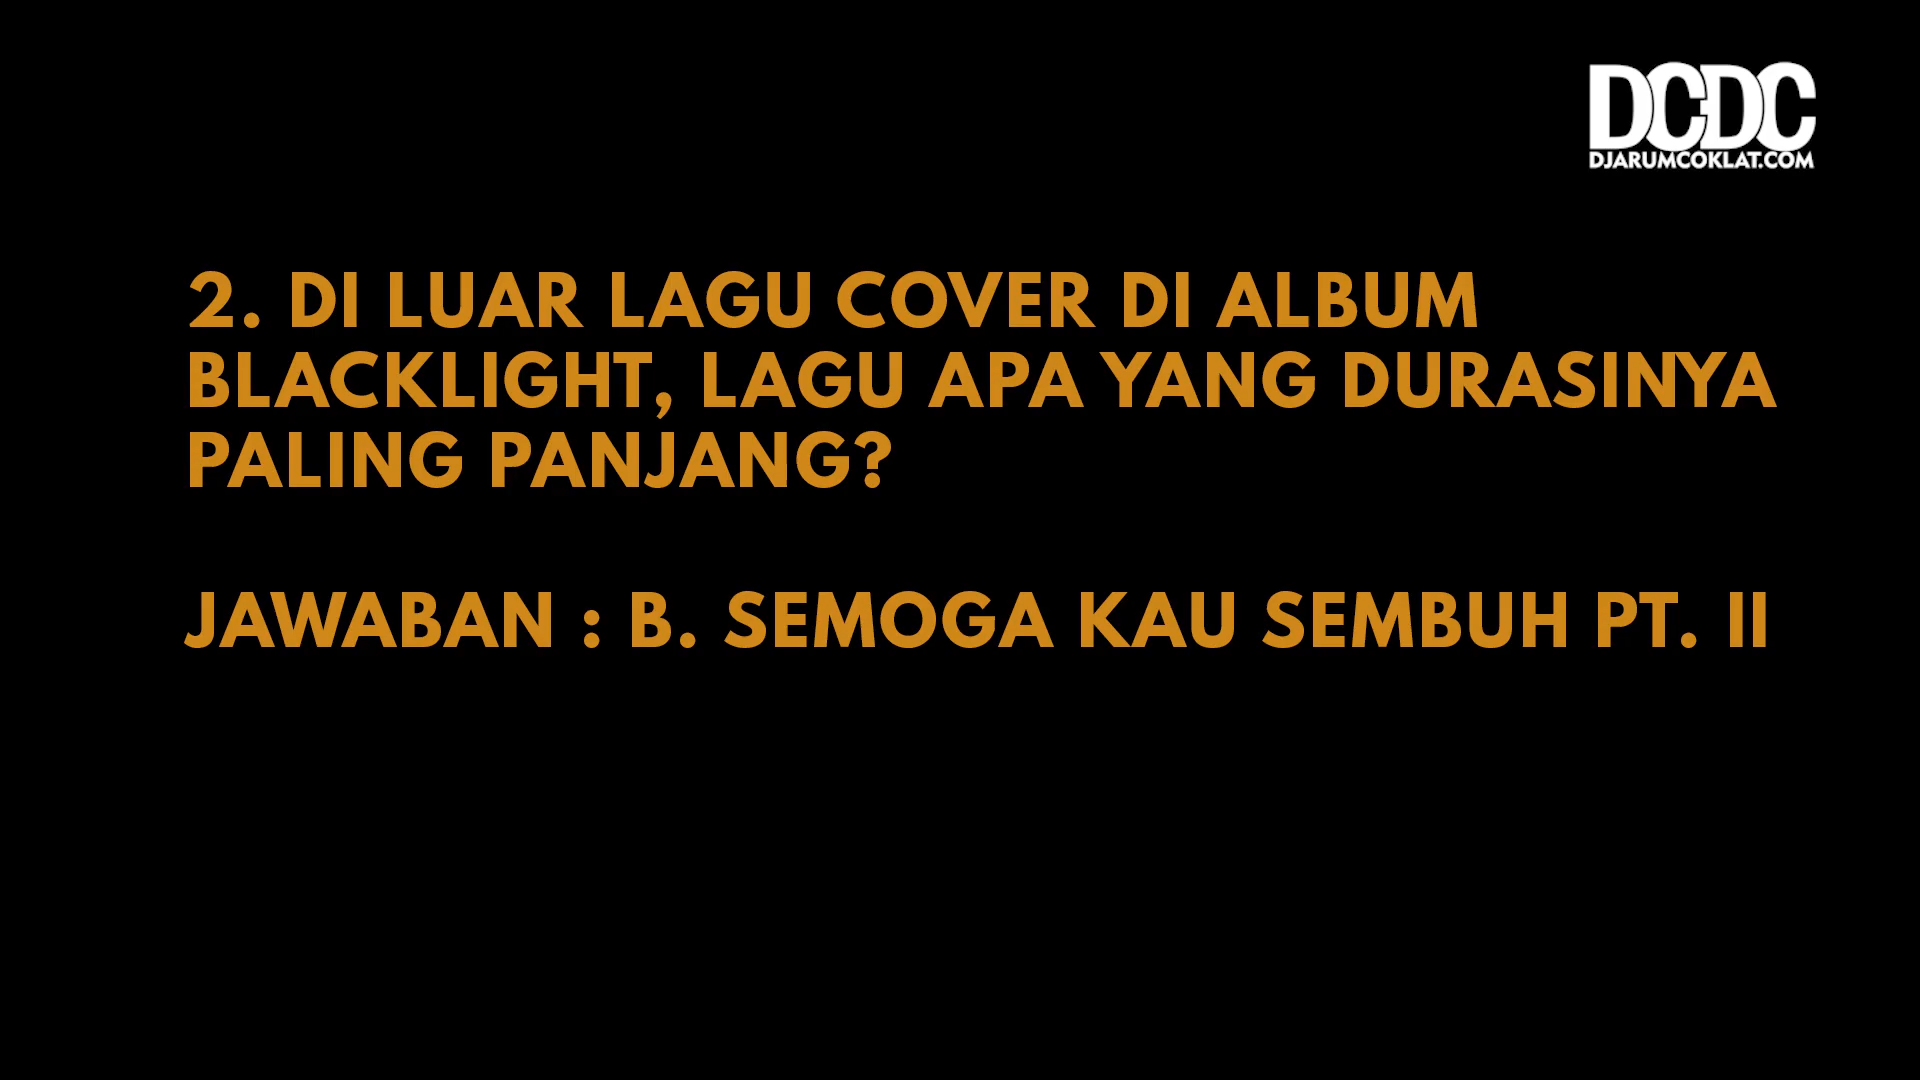 DCDC
DJARUMCOKLAT.COM
2. DI LUAR LAGU COVER DI ALBUM
BLACKLIGHT, LAGU APA YANG DURASINYA
PALING PANJANG?
JAWABAN : B. SEMOGA KAU SEMBUH PT. II